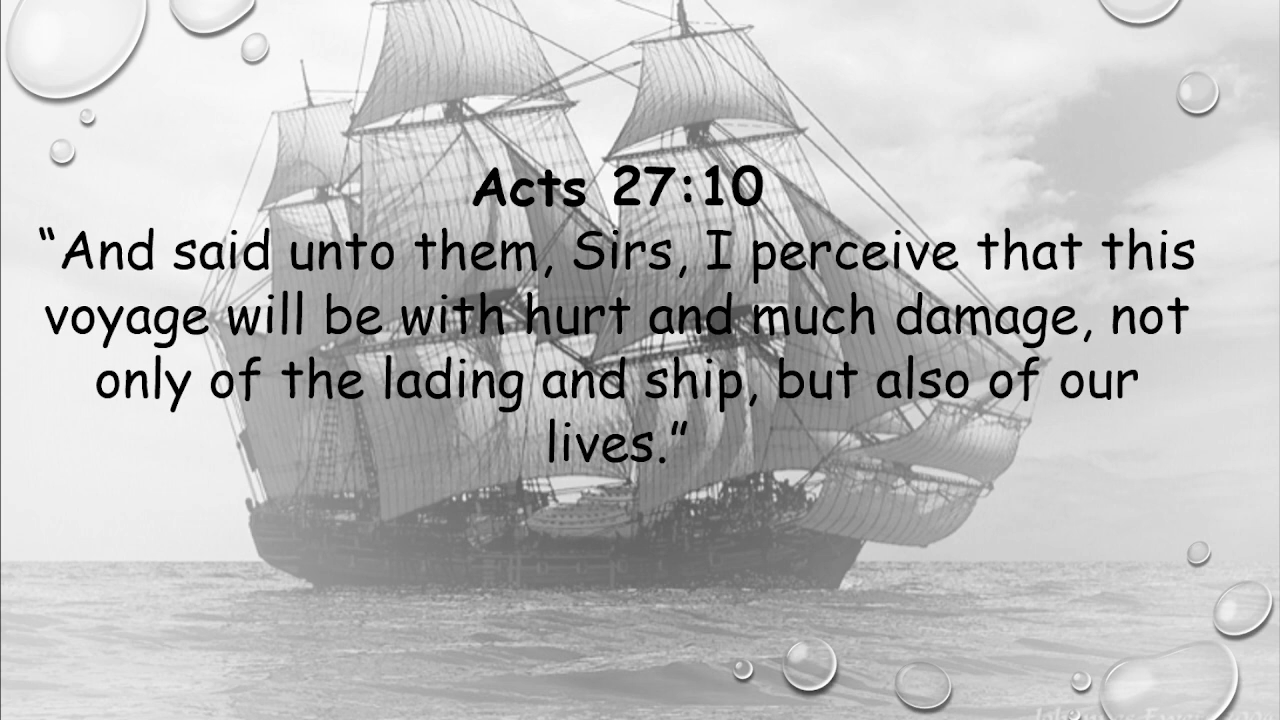 Acts 27:10
“And said unto them, Sirs, I perceive that this
voyage will be with hurt and much damage, not
only of the lading and ship, but also of our
lives.”